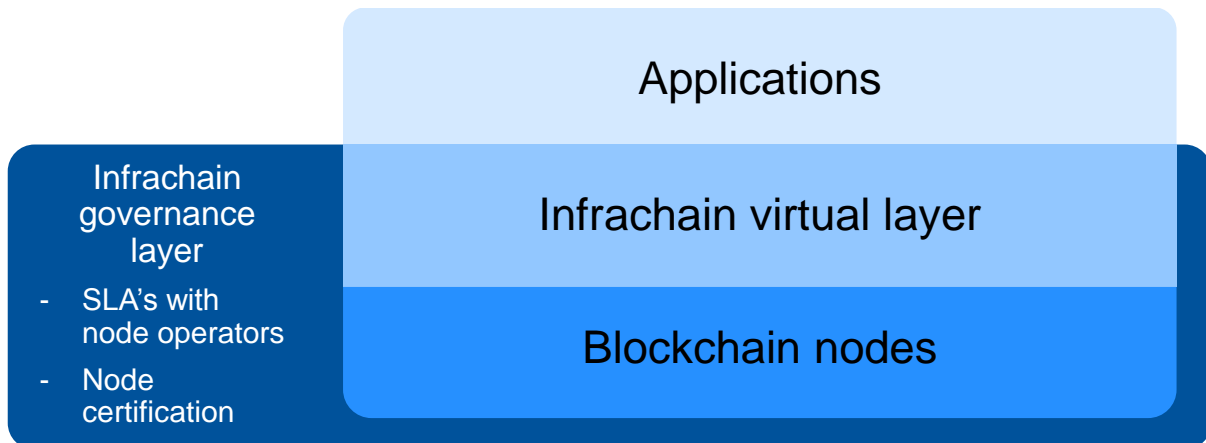 Applications
Infrachain
governance
layer
- SLA’s with
node operators
- Node
certification
Infrachain virtual layer
Blockchain nodes